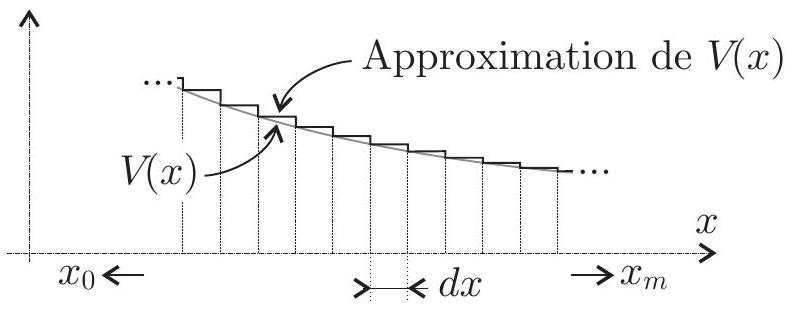 Approximation de V(x)
...
V(x)
...
x
x₀
dx
xₘ